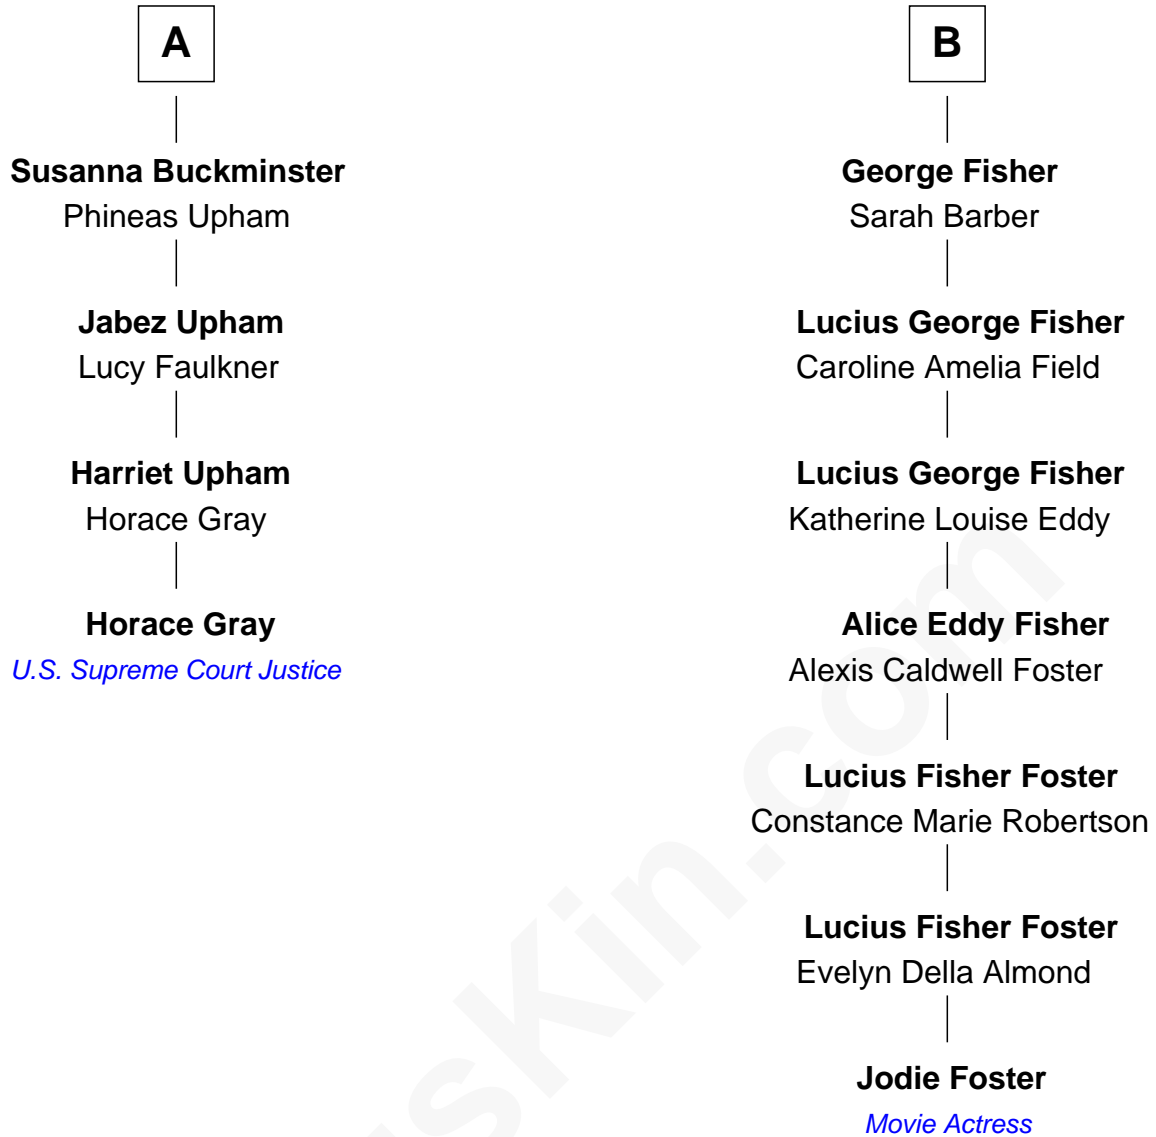 A
Susanna Buckminster
Phineas Upham
Jabez Upham
Lucy Faulkner
Harriet Upham
Horace Gray
Horace Gray
U.S. Supreme Court Justice
B
George Fisher
Sarah Barber
Lucius George Fisher
Caroline Amelia Field
Lucius George Fisher
Katherine Louise Eddy
Alice Eddy Fisher
Alexis Caldwell Foster
Lucius Fisher Foster
Constance Marie Robertson
Lucius Fisher Foster
Evelyn Della Almond
Jodie Foster
Movie Actress
sKin.com